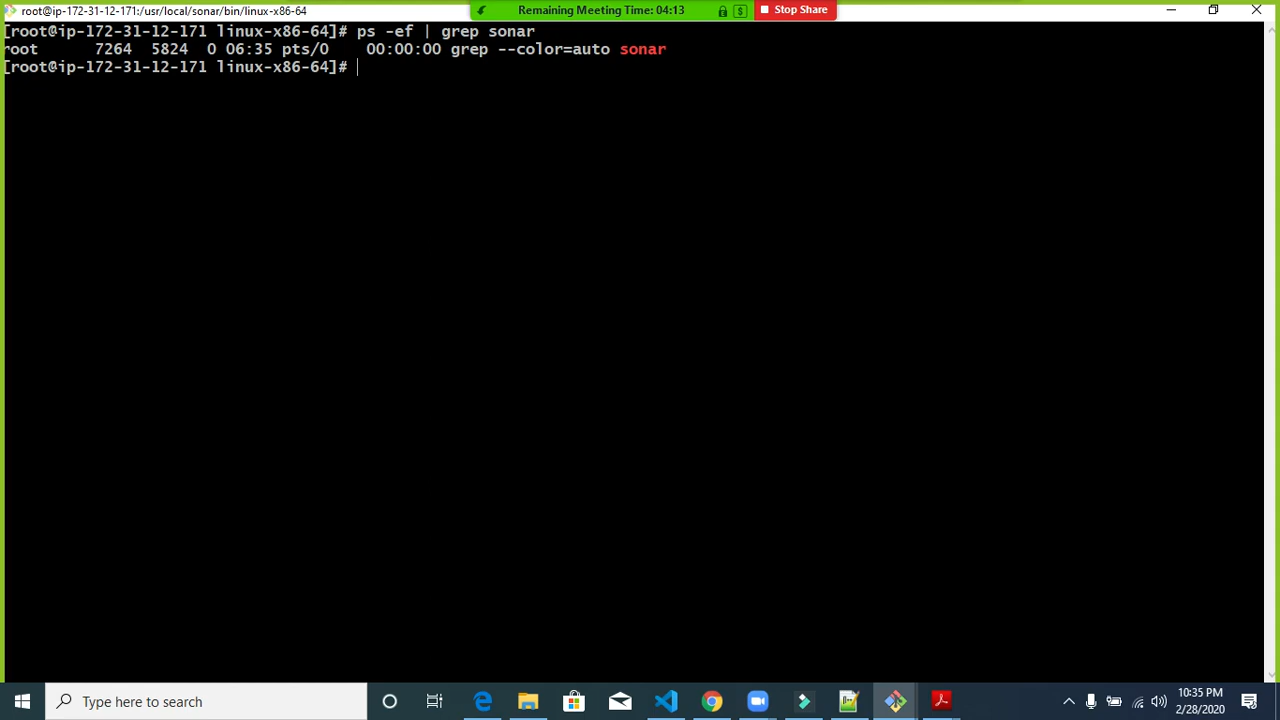 root@ip-172-31-12-171:/usr/local/sonar/bin/linux-x86-64
Remaining Meeting Time: 04:13
Stop Share
[root@ip-172-31-12-171 linux-x86-64]# ps -ef | grep sonar
root      7264  5824  0 06:35 pts/0    00:00:00 grep --color=auto sonar
[root@ip-172-31-12-171 linux-x86-64]#
Type here to search
10:35 PM
2/28/2020